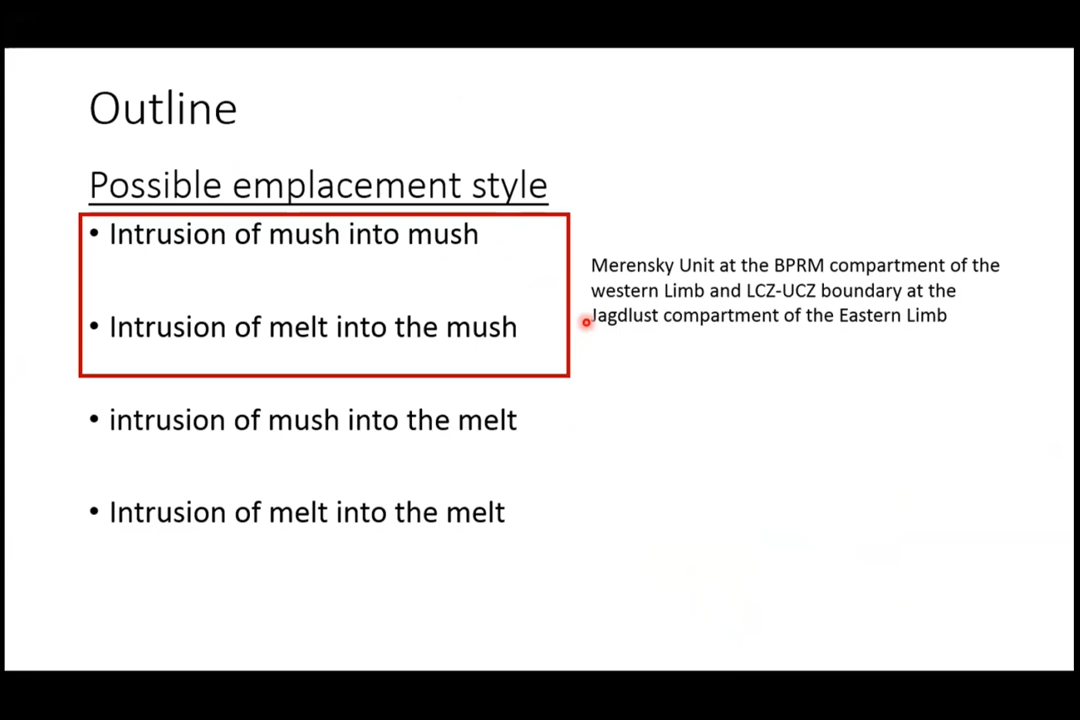 Outline
Possible emplacement style
• Intrusion of mush into mush
• Intrusion of melt into the mush
• intrusion of mush into the melt
• Intrusion of melt into the melt
Merensky Unit at the BPRM compartment of the
western Limb and LCZ-UCZ boundary at the
Jagdlust compartment of the Eastern Limb